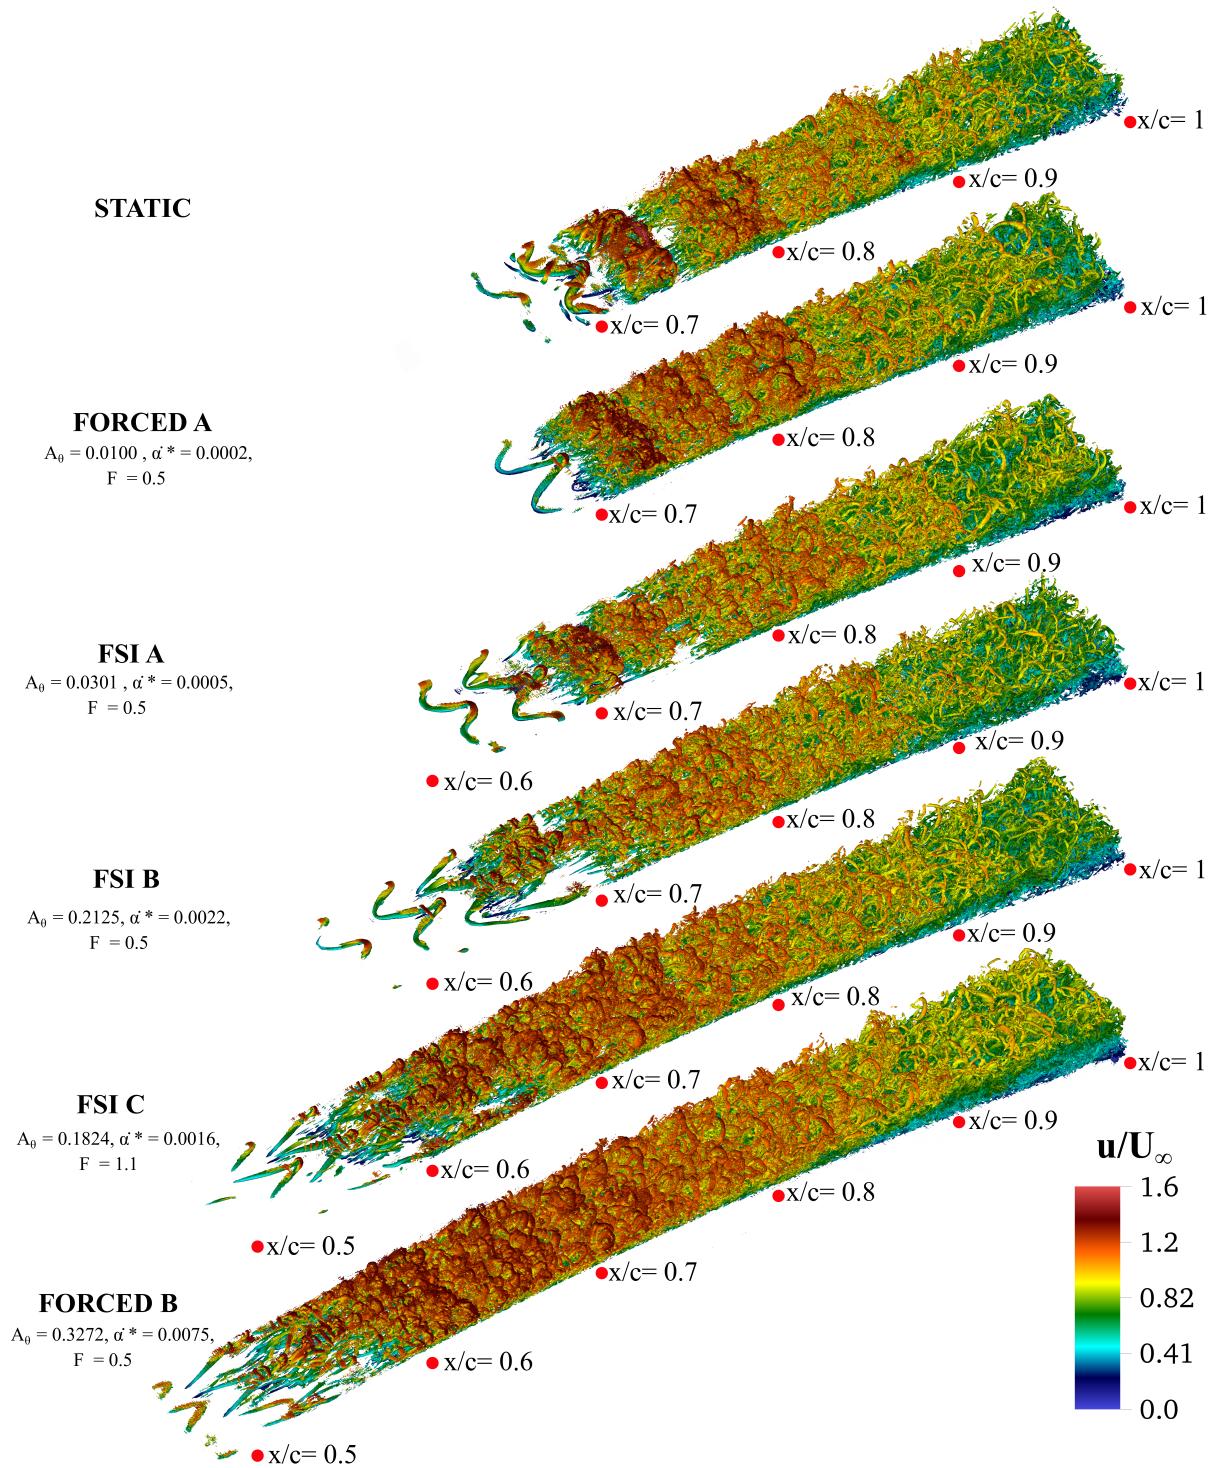 x/c= 1
x/c= 0.9
STATIC
x/c= 0.8
x/c= 0.7
x/c= 1
x/c= 0.9
FORCED A
x/c= 0.8
A_θ = 0.0100 , α̇ * = 0.0002,
F = 0.5
x/c= 0.7
x/c= 1
x/c= 0.9
x/c= 0.8
FSI A
A_θ = 0.0301 , α̇ * = 0.0005,
F = 0.5
x/c= 0.7
x/c= 0.6
x/c= 1
x/c= 0.9
x/c= 0.8
FSI B
x/c= 0.7
A_θ = 0.2125, α̇ * = 0.0022,
F = 0.5
x/c= 0.6
x/c= 1
x/c= 0.9
x/c= 0.8
x/c= 0.7
FSI C
A_θ = 0.1824, α̇ * = 0.0016,
F = 1.1
x/c= 0.6
x/c= 0.5
x/c= 1
x/c= 0.9
x/c= 0.8
x/c= 0.7
FORCED B
A_θ = 0.3272, α̇ * = 0.0075,
F = 0.5
x/c= 0.6
x/c= 0.5
u/U∞
1.6
1.2
0.82
0.41
0.0